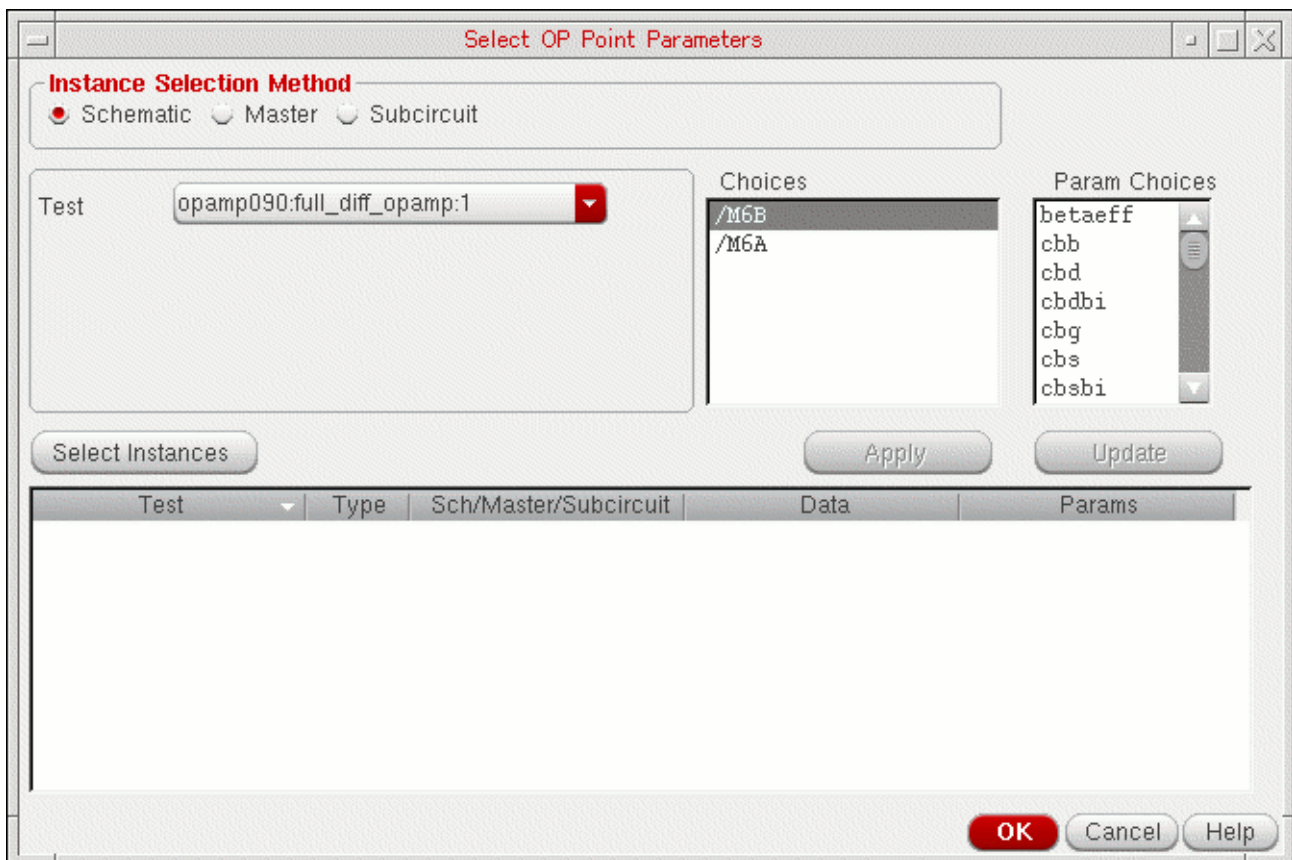 Select OP Point Parameters
Instance Selection Method
Schematic Master Subcircuit
Test opamp090:full_diff_opamp:1
Choices
/M6B
/M6A
Param Choices
betaeff
cbb
cbd
cbdbi
cbg
cbs
cbsbi
Select Instances Apply Update
Test Type Sch/Master/Subcircuit Data Params
OK Cancel Help